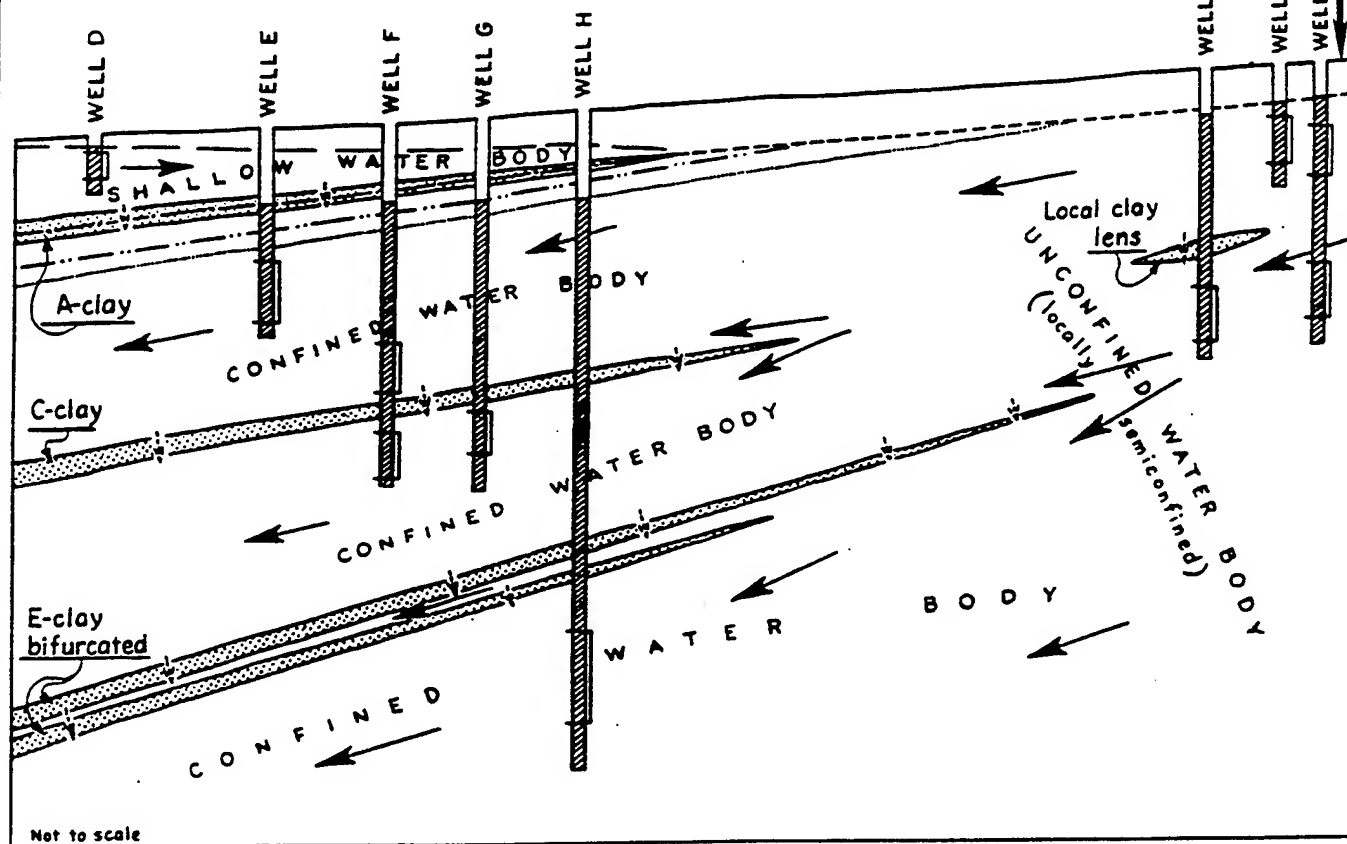 WELL D
WELL E
WELL F
WELL G
WELL H
WELL
WELL
WELL
SHALLOW WATER BODY
Local clay
lens
A-clay
CONFINED WATER BODY
UNCONFINED WATER BODY
(locally semiconfined)
C-clay
CONFINED WATER BODY
E-clay
bifurcated
CONFINED WATER BODY
Not to scale